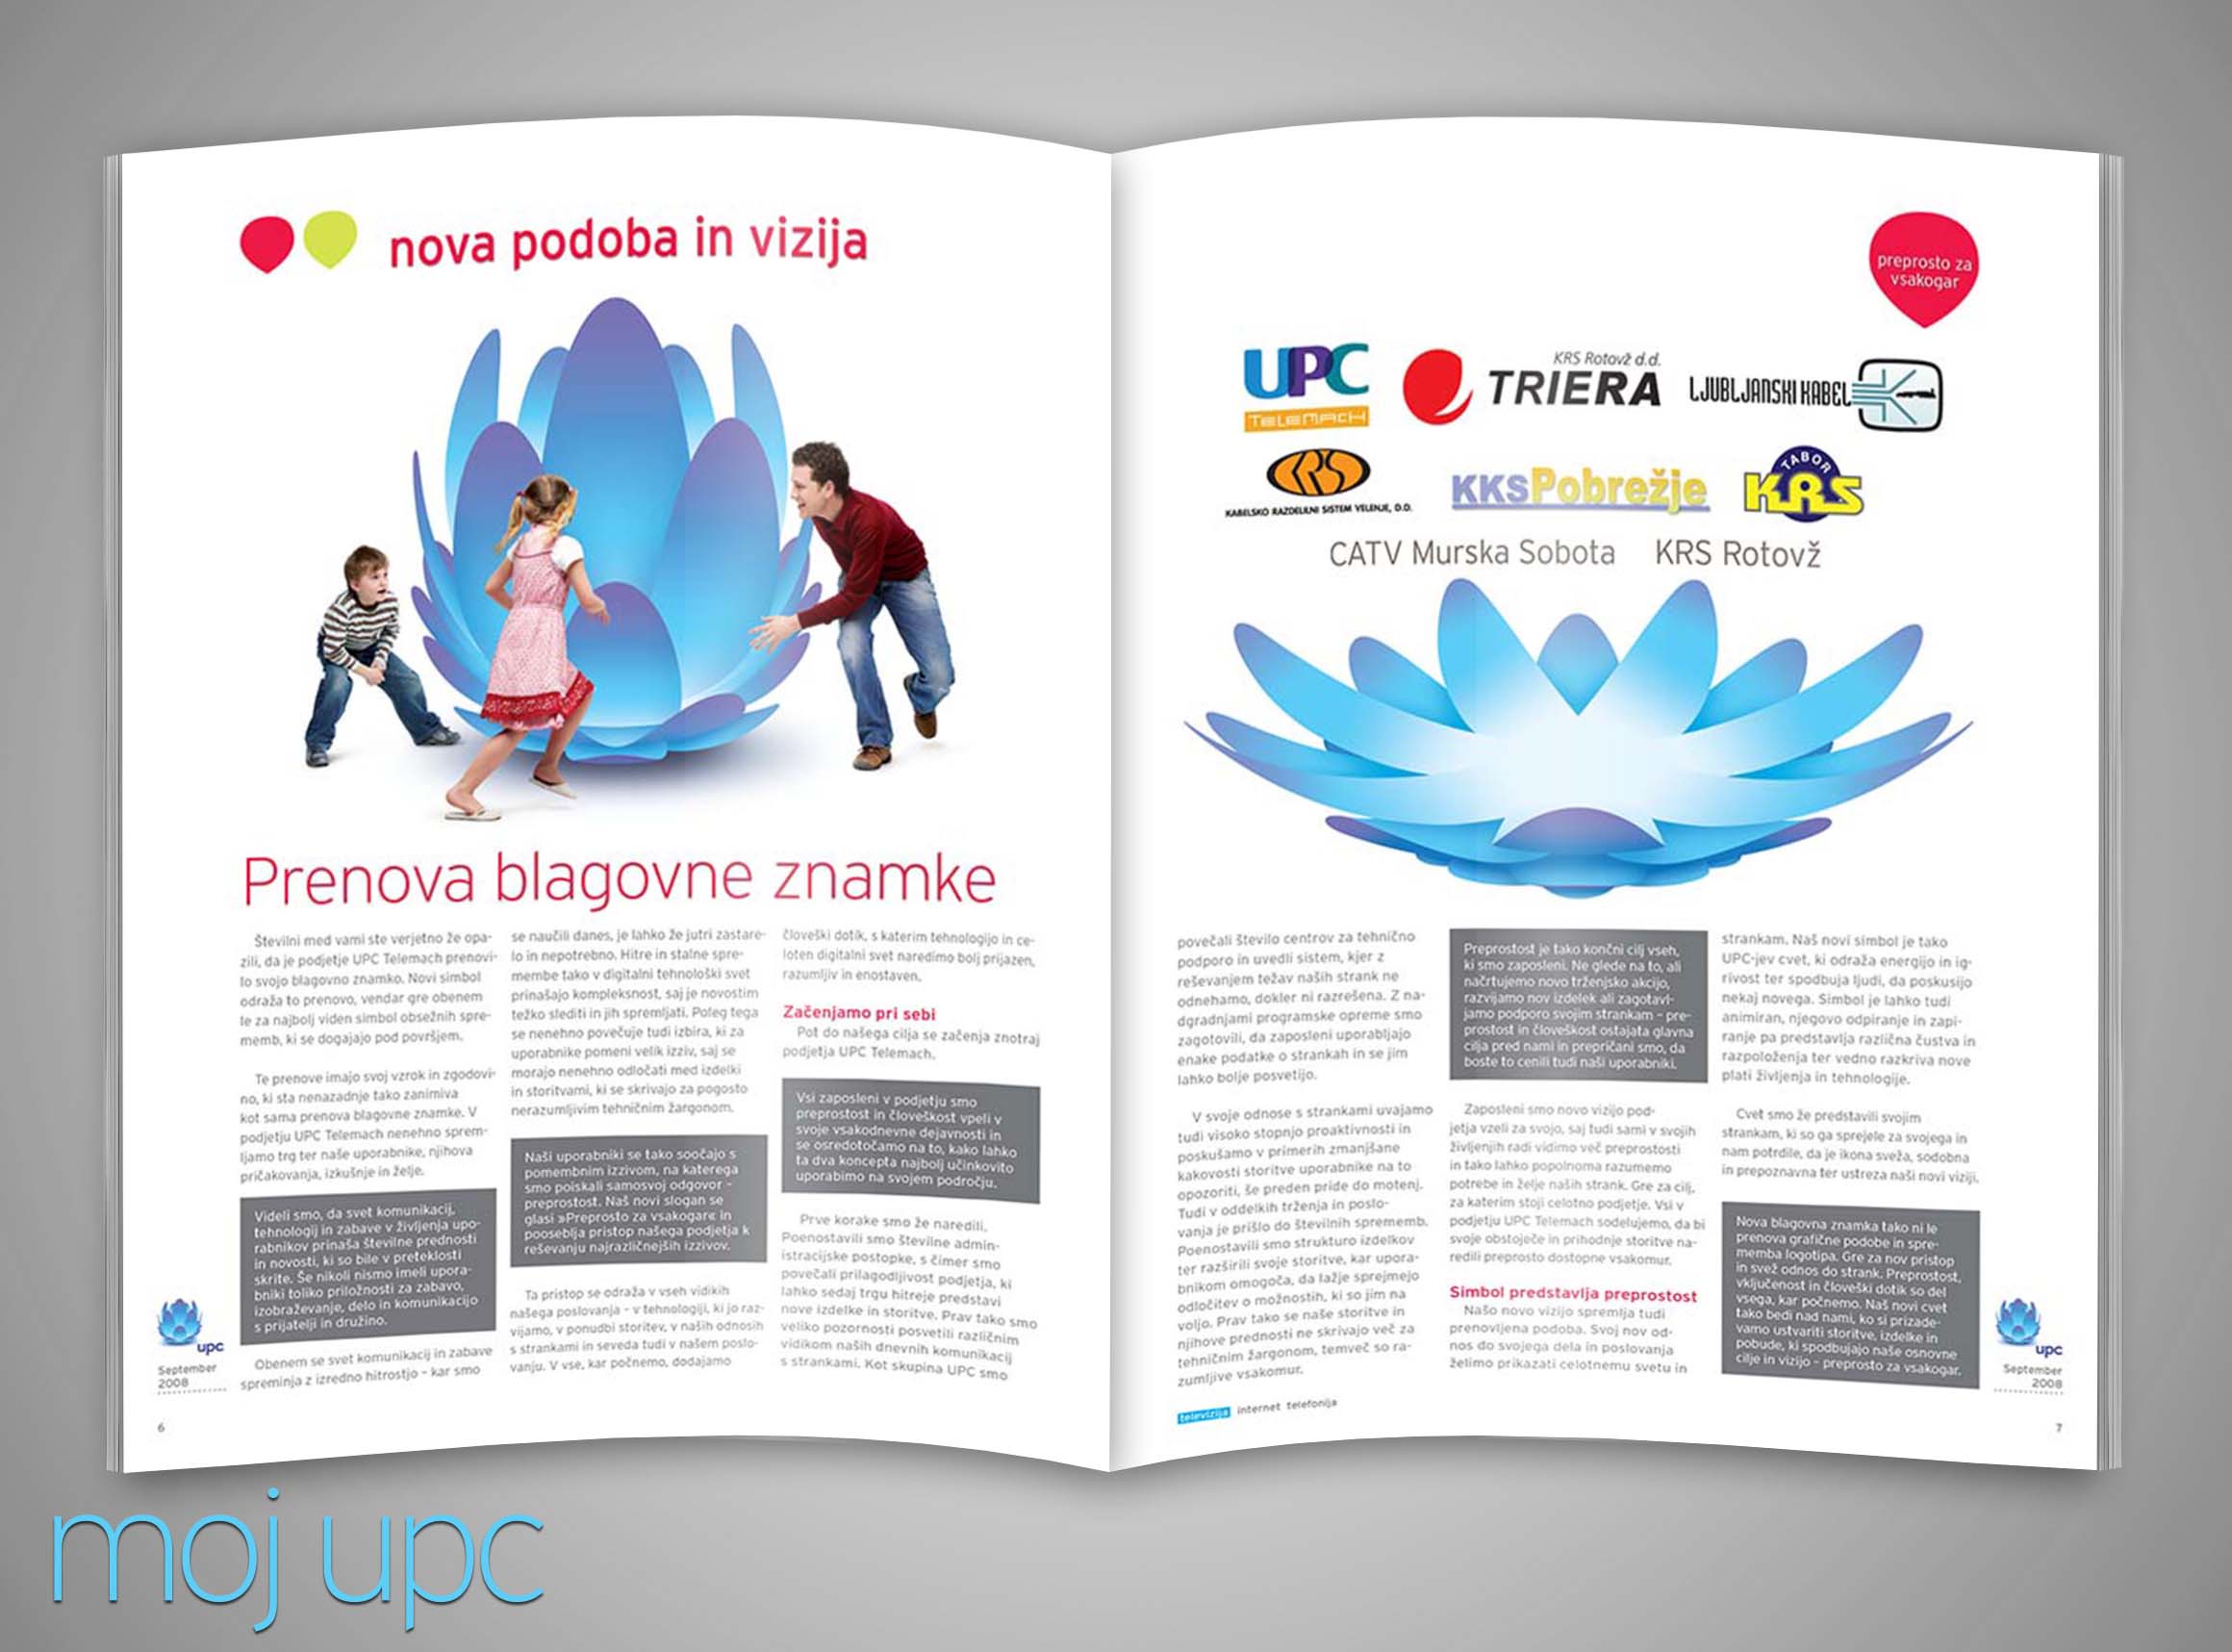 nova podoba in vizija
Prenova blagovne znamke
Številni med vami ste verjetno že opa-
zili, da je podjetje UPC Telemach prenovi-
lo svojo blagovno znamko. Novi simbol
odraža to prenovo, vendar gre obenem
le za najbolj viden simbol obsežnih spre-
memb, ki se dogajajo pod površjem.
Te prenove imajo svoj vzrok in zgodovi-
no, ki sta nenazadnje tako zanimiva
kot sama prenova blagovne znamke. V
podjetju UPC Telemach nenehno sprem-
ljamo trg ter naše uporabnike, njihova
pričakovanja, izkušnje in želje.
Videli smo, da svet komunikacij,
tehnologij in zabave v življenja upo-
rabnikov prinaša številne prednosti
in novosti, ki so bile v preteklosti
skrite. Še nikoli nismo imeli upora-
bniki toliko priložnosti za zabavo,
izobraževanje, delo in komunikacijo
s prijatelji in družino.
Obenem se svet komunikacij in zabave
spreminja z izredno hitrostjo – kar smo
se naučili danes, je lahko že jutri zastare-
lo in nepotrebno. Hitre in stalne spre-
membe tako v digitalni tehnološki svet
prinašajo kompleksnost, saj je novostim
težko slediti in jih spremljati. Poleg tega
se nenehno povečuje tudi izbira, ki za
uporabnike pomeni velik izziv, saj se
morajo nenehno odločati med izdelki
in storitvami, ki se skrivajo za pogosto
nerazumljivim tehničnim žargonom.
Naši uporabniki se tako soočajo s
pomembnim izzivom, na katerega
smo poiskali samosvoj odgovor –
preprostost. Naš novi slogan se
glasi »Preprosto za vsakogar« in
pooseblja pristop našega podjetja k
reševanju najrazličnejših izzivov.
Ta pristop se odraža v vseh vidikih
našega poslovanja – v tehnologiji, ki jo raz-
vijamo, v ponudbi storitev, v naših odnosih
s strankami in seveda tudi v našem poslo-
vanju. V vse, kar počnemo, dodajamo
človeški dotik, s katerim tehnologijo in ce-
loten digitalni svet naredimo bolj prijazen,
razumljiv in enostaven.
Začenjamo pri sebi
Pot do našega cilja se začenja znotraj
podjetja UPC Telemach.
Vsi zaposleni v podjetju smo
preprostost in človeškost vpeli v
svoje vsakodnevne dejavnosti in
se osredotočamo na to, kako lahko
ta dva koncepta najbolj učinkovito
uporabimo na svojem področju.
Prve korake smo že naredili.
Poenostavili smo številne admin-
istracijske postopke, s čimer smo
povečali prilagodljivost podjetja, ki
lahko sedaj trgu hitreje predstavi
nove izdelke in storitve. Prav tako smo
veliko pozornosti posvetili različnim
vidikom naših dnevnih komunikacij
s strankami. Kot skupina UPC smo
upc
September
2008
6
preprosto za
vsakogar
UPC
TELEMACH
KRS Rotovž d.d.
TRIERA
LJUBLJANSKI KABEL
KRS
KABELSKO RAZDELILNI SISTEM VELENJE, D.D.
KKSPobrežje
TABOR
KRS
CATV Murska Sobota KRS Rotovž
povečali število centrov za tehnično
podporo in uvedli sistem, kjer z
reševanjem težav naših strank ne
odnehamo, dokler ni razrešena. Z na-
dgradnjami programske opreme smo
zagotovili, da zaposleni uporabljajo
enake podatke o strankah in se jim
lahko bolje posvetijo.
V svoje odnose s strankami uvajamo
tudi visoko stopnjo proaktivnosti in
poskušamo v primerih zmanjšane
kakovosti storitve uporabnike na to
opozoriti, še preden pride do motenj.
Tudi v oddelkih trženja in poslo-
vanja je prišlo do številnih sprememb.
Poenostavili smo strukturo izdelkov
ter razširili svoje storitve, kar upora-
bnikom omogoča, da lažje sprejmejo
odločitev o možnostih, ki so jim na
voljo. Prav tako se naše storitve in
njihove prednosti ne skrivajo več za
tehničnim žargonom, temveč so ra-
zumljive vsakomur.
Preprostost je tako končni cilj vseh,
ki smo zaposleni. Ne glede na to, ali
načrtujemo novo trženjsko akcijo,
razvijamo nov izdelek ali zagotavl-
jamo podporo svojim strankam – pre-
prostost in človeškost ostajata glavna
cilja pred nami in prepričani smo, da
boste to cenili tudi naši uporabniki.
Zaposleni smo novo vizijo pod-
jetja vzeli za svojo, saj tudi sami v svojih
življenjih radi vidimo več preprostosti
in tako lahko popolnoma razumemo
potrebe in želje naših strank. Gre za cilj,
za katerim stoji celotno podjetje. Vsi v
podjetju UPC Telemach sodelujemo, da bi
svoje obstoječe in prihodnje storitve na-
redili preprosto dostopne vsakomur.
Simbol predstavlja preprostost
Našo novo vizijo spremlja tudi
prenovljena podoba. Svoj nov od-
nos do svojega dela in poslovanja
želimo prikazati celotnemu svetu in
strankam. Naš novi simbol je tako
UPC-jev cvet, ki odraža energijo in ig-
rivost ter spodbuja ljudi, da poskusijo
nekaj novega. Simbol je lahko tudi
animiran, njegovo odpiranje in zapi-
ranje pa predstavlja različna čustva in
razpoloženja ter vedno razkriva nove
plati življenja in tehnologije.
Cvet smo že predstavili svojim
strankam, ki so ga sprejele za svojega in
nam potrdile, da je ikona sveža, sodobna
in prepoznavna ter ustreza naši novi viziji.
Nova blagovna znamka tako ni le
prenova grafične podobe in spre-
memba logotipa. Gre za nov pristop
in svež odnos do strank. Preprostost,
vključenost in človeški dotik so del
vsega, kar počnemo. Naš novi cvet
tako bedi nad nami, ko si prizade-
vamo ustvariti storitve, izdelke in
pobude, ki spodbujajo naše osnovne
cilje in vizijo – preprosto za vsakogar.
televizija internet telefonija
upc
September
2008
7
moj upc